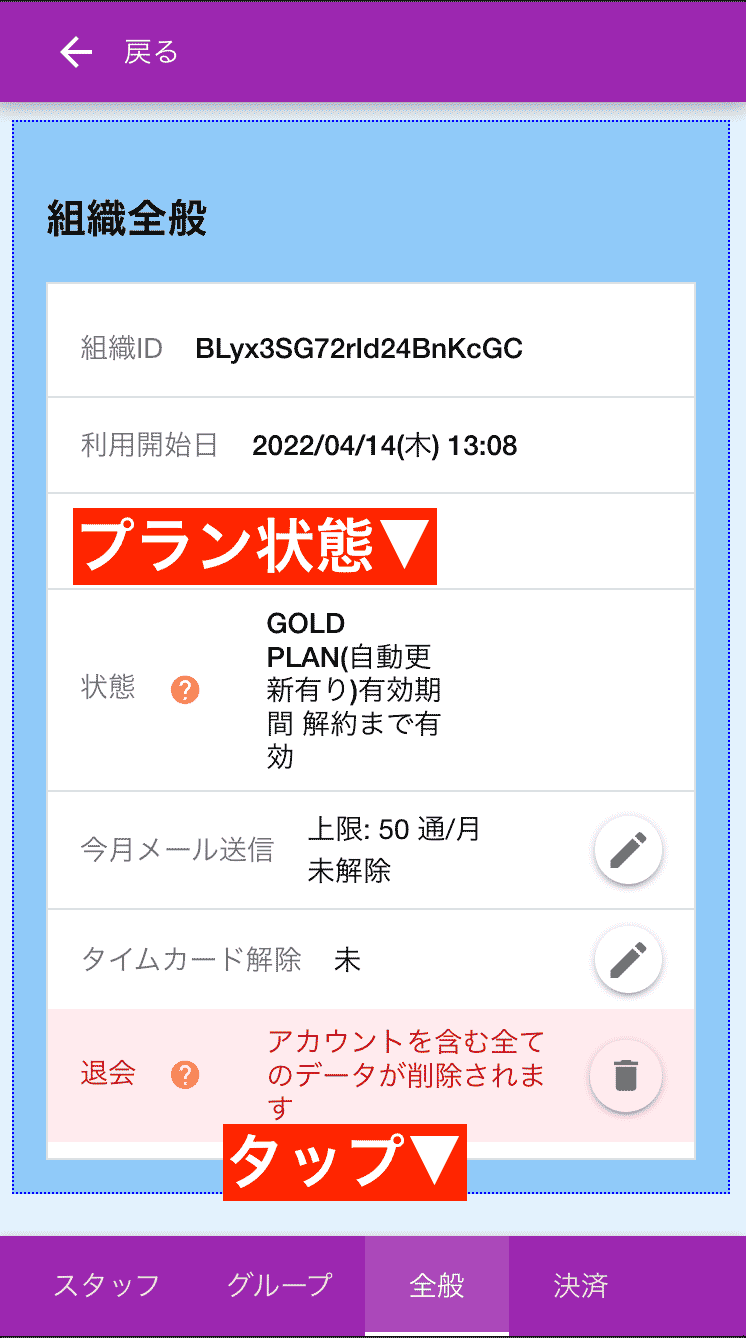 戻る
組織全般
組織ID BLyx3SG72rId24BnKcGC
利用開始日 2022/04/14(木) 13:08
プラン状態▼
状態 ?
GOLD
PLAN(自動更
新有り)有効期
間 解約まで有
効
今月メール送信
上限: 50 通/月
未解除
タイムカード解除 未
退会 ?
アカウントを含む全て
のデータが削除されま
す
タップ▼
スタッフ グループ 全般 決済